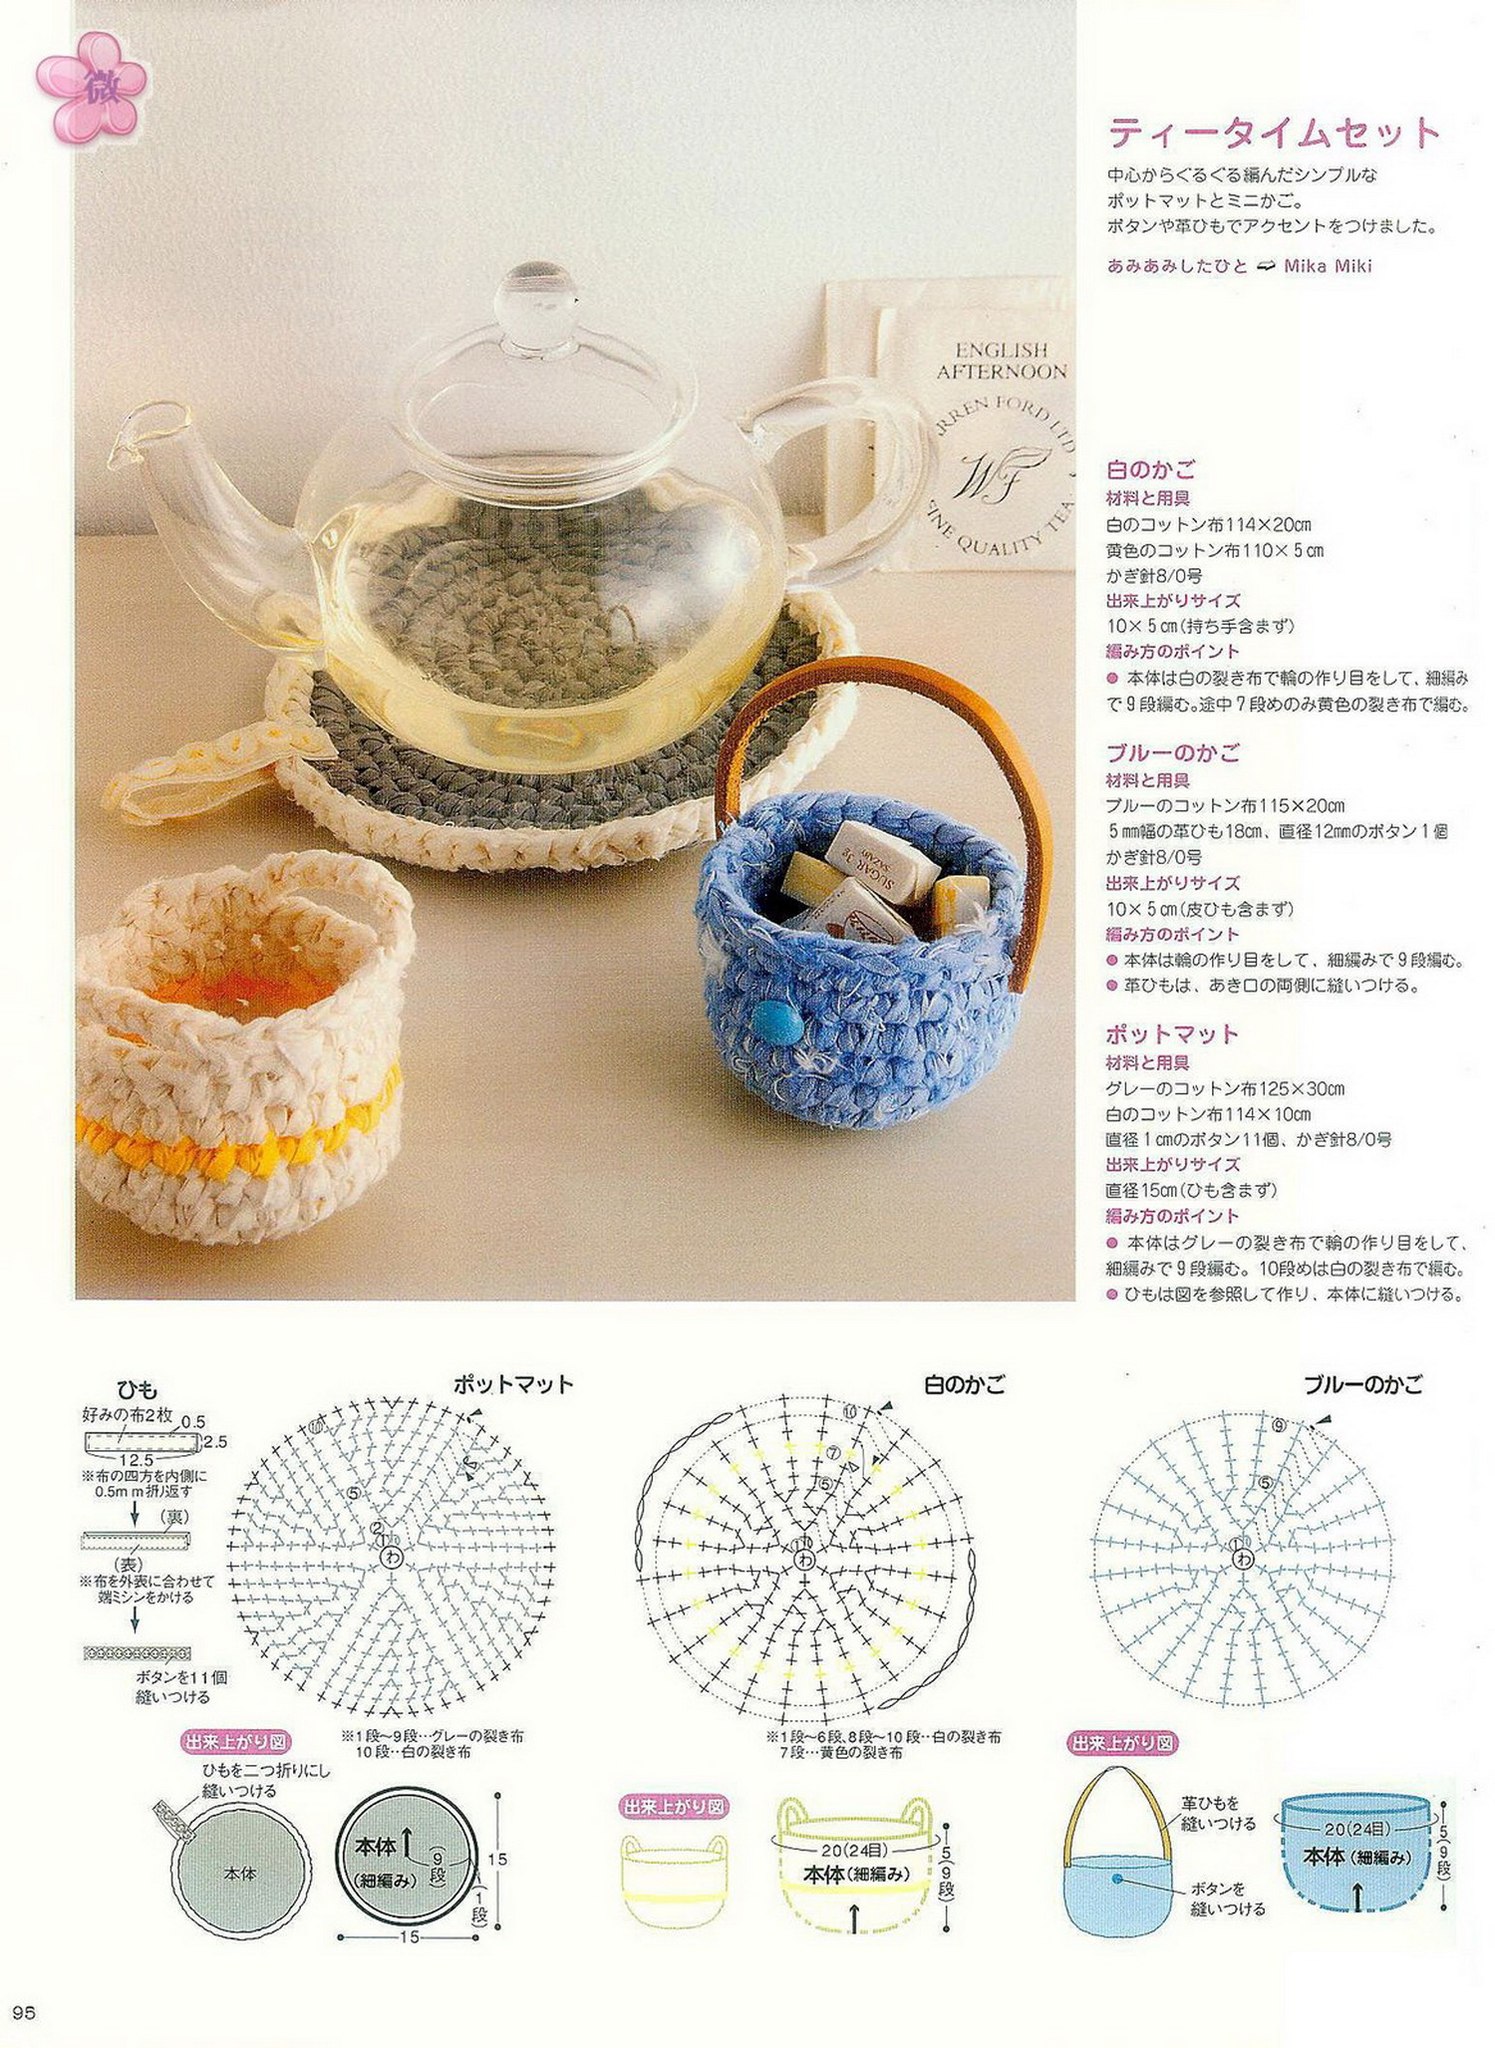 微
ティータイムセット
中心からぐるぐる編んだシンプルな
ポットマットとミニかご。
ボタンや革ひもでアクセントをつけました。
あみあみしたひと Mika Miki
ENGLISH
AFTERNOON
RREN FORD LTD
WF
FINE QUALITY TEA
SUGAR 3g
白のかご
材料と用具
白のコットン布114×20㎝
黄色のコットン布110×5㎝
かぎ針8/0号
出来上がりサイズ
10×5㎝(持ち手含まず)
編み方のポイント
● 本体は白の裂き布で輪の作り目をして、細編み
で9段編む。途中7段めのみ黄色の裂き布で編む。
ブルーのかご
材料と用具
ブルーのコットン布115×20㎝
5㎜幅の革ひも18㎝、直径12㎜のボタン1個
かぎ針8/0号
出来上がりサイズ
10×5㎝(皮ひも含まず)
編み方のポイント
● 本体は輪の作り目をして、細編みで9段編む。
● 革ひもは、あき口の両側に縫いつける。
ポットマット
材料と用具
グレーのコットン布125×30㎝
白のコットン布114×10㎝
直径1㎝のボタン11個、かぎ針8/0号
出来上がりサイズ
直径15㎝(ひも含まず)
編み方のポイント
● 本体はグレーの裂き布で輪の作り目をして、
細編みで9段編む。10段めは白の裂き布で編む。
● ひもは図を参照して作り、本体に縫いつける。
ひも
好みの布2枚
0.5
2.5
12.5
※布の四方を内側に
0.5mm折り返す
(裏)
(表)
※布を外表に合わせて
端ミシンをかける
ボタンを11個
縫いつける
ポットマット
⑩
⑤
②
①
わ
※1段〜9段‥グレーの裂き布
10段‥白の裂き布
出来上がり図
ひもを二つ折りにし
縫いつける
本体
本体
(細編み)
(9段)
(1段)
15
15
白のかご
⑩
⑦
⑤
①
わ
※1段〜6段、8段〜10段‥白の裂き布
7段…黄色の裂き布
出来上がり図
20(24目)
本体(細編み)
5(9段)
ブルーのかご
⑨
⑤
①
わ
出来上がり図
革ひもを
縫いつける
ボタンを
縫いつける
20(24目)
本体(細編み)
5(9段)
95